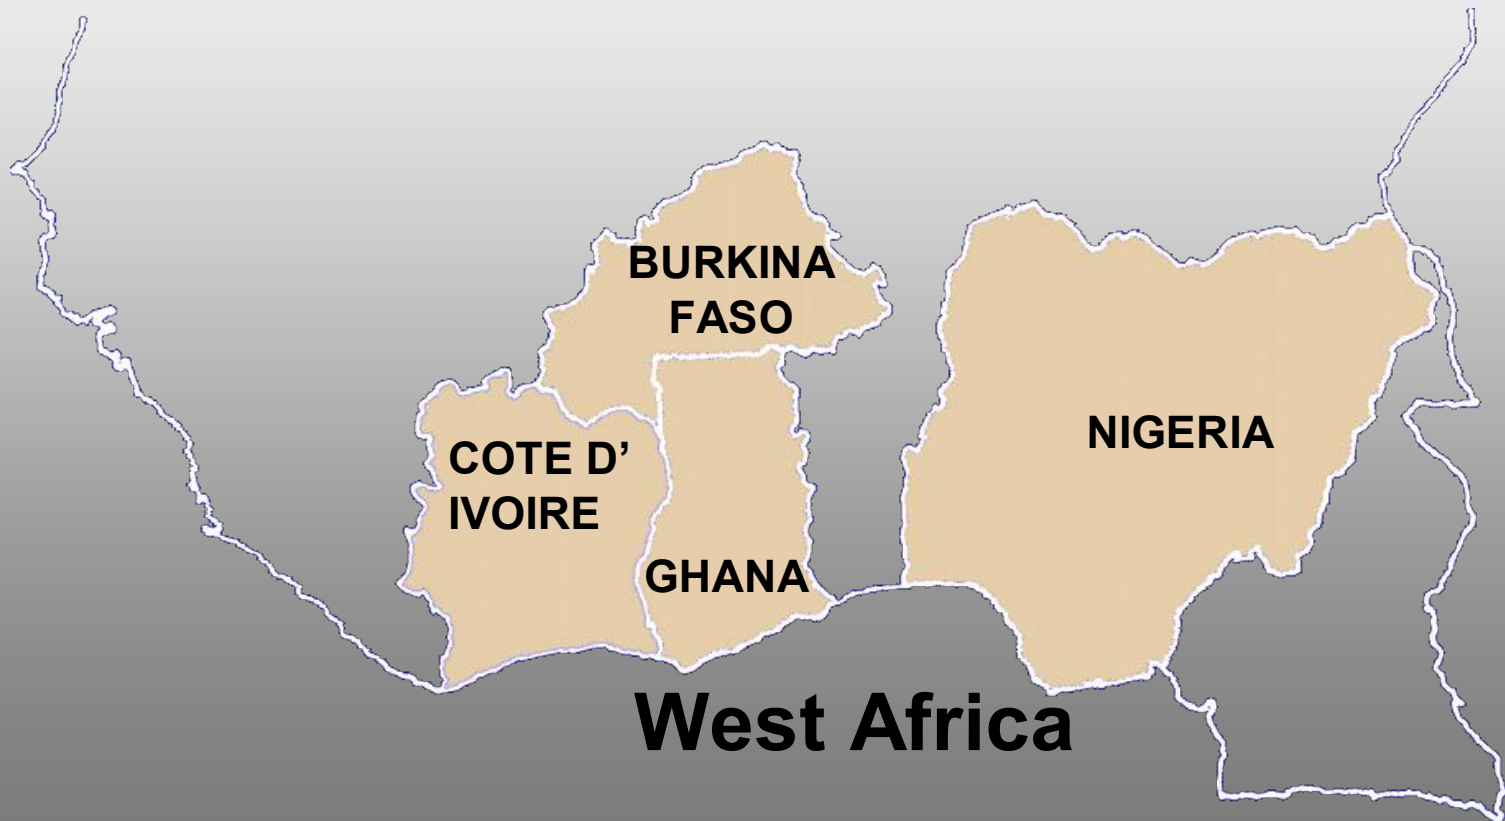 BURKINA
FASO
NIGERIA
COTE D’
IVOIRE
GHANA
West Africa